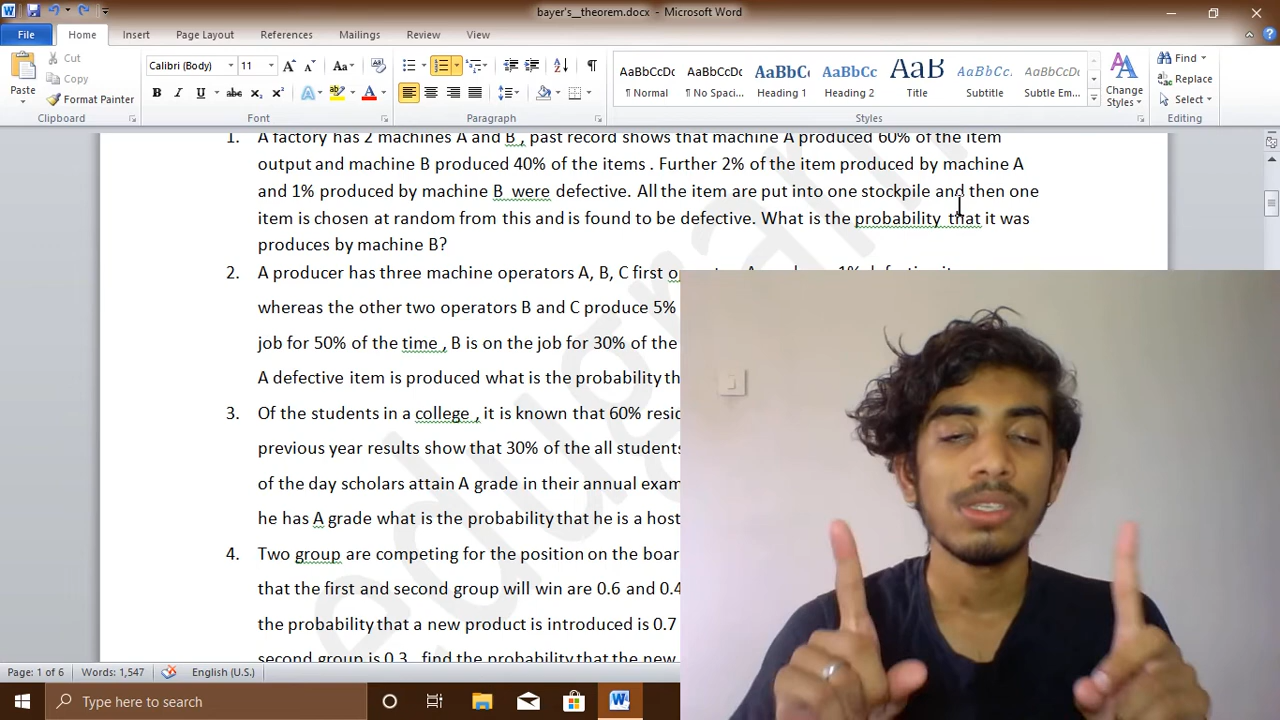 bayer's_theorem.docx - Microsoft Word
File Home Insert Page Layout References Mailings Review View
Paste Cut Copy Format Painter
Clipboard
Calibri (Body) 11
Font
Paragraph
AaBbCcDc AaBbCcDc AaBbC AaBbCc AaB AaBbCcD AaBbCcDc
¶ Normal ¶ No Spaci... Heading 1 Heading 2 Title Subtitle Subtle Em...
Styles
Change Styles
Find Replace Select
Editing
1. A factory has 2 machines A and B , past record shows that machine A produced 60% of the item
output and machine B produced 40% of the items . Further 2% of the item produced by machine A
and 1% produced by machine B were defective. All the item are put into one stockpile and then one
item is chosen at random from this and is found to be defective. What is the probability that it was
produces by machine B?
2. A producer has three machine operators A, B, C first
whereas the other two operators B and C produce 5%
job for 50% of the time , B is on the job for 30% of the
A defective item is produced what is the probability
3. Of the students in a college , it is known that 60%
previous year results show that 30% of the all students
of the day scholars attain A grade in their annual exam
he has A grade what is the probability that he is a
4. Two group are competing for the position on the
that the first and second group will win are 0.6 and
the probability that a new product is introduced is 0.7
second group is 0.3 . find the probability that the new
edugram
Page: 1 of 6 Words: 1,547 English (U.S.)
Type here to search